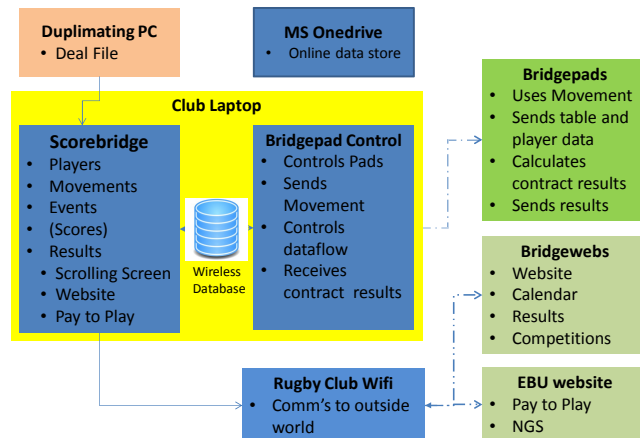 Duplimating PC
• Deal File
MS Onedrive
• Online data store
Club Laptop
Scorebridge
• Players
• Movements
• Events
• (Scores)
• Results
• Scrolling Screen
• Website
• Pay to Play
Wireless
Database
Bridgepad Control
• Controls Pads
• Sends
Movement
• Controls
dataflow
• Receives
contract results
Bridgepads
• Uses Movement
• Sends table and
player data
• Calculates
contract results
• Sends results
Bridgewebs
• Website
• Calendar
• Results
• Competitions
Rugby Club Wifi
• Comm's to outside
world
EBU website
• Pay to Play
• NGS